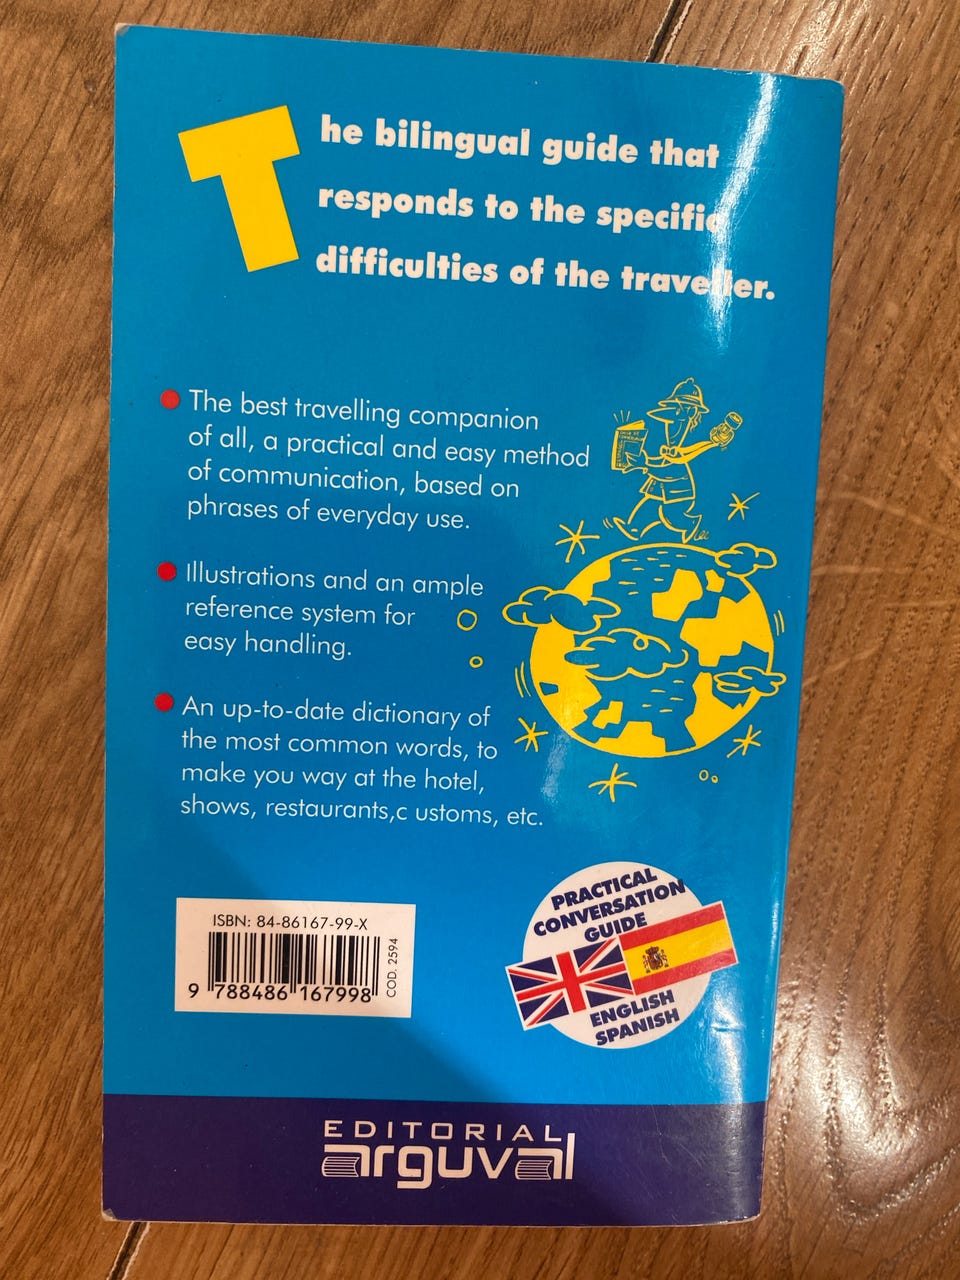 The bilingual guide that
responds to the specific
difficulties of the traveller.
The best travelling companion
of all, a practical and easy method
of communication, based on
phrases of everyday use.
Illustrations and an ample
reference system for
easy handling.
An up-to-date dictionary of
the most common words, to
make you way at the hotel,
shows, restaurants,c ustoms, etc.
PRACTICAL
CONVERSATION
GUIDE
ENGLISH
SPANISH
ISBN: 84-86167-99-X
9 788486 167998
COD. 2594
EDITORIAL
arguval